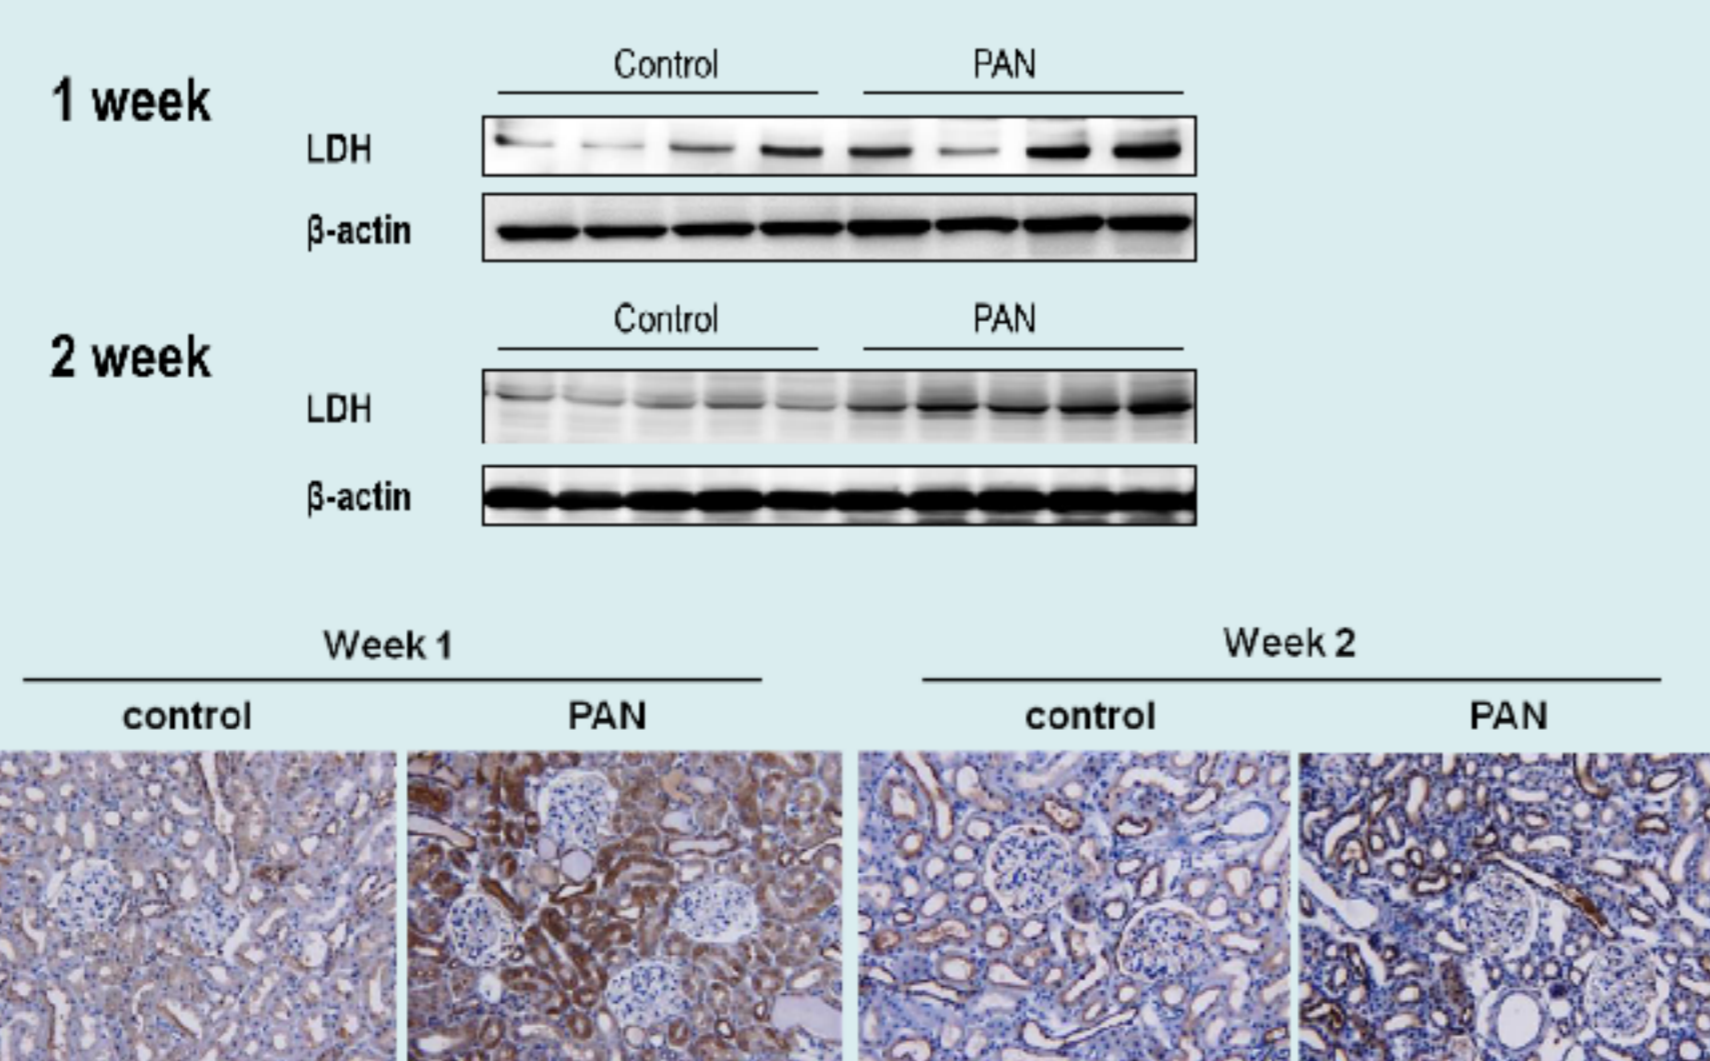 1 week
Control PAN
LDH
β-actin
2 week
Control PAN
LDH
β-actin
Week 1 Week 2
control PAN control PAN